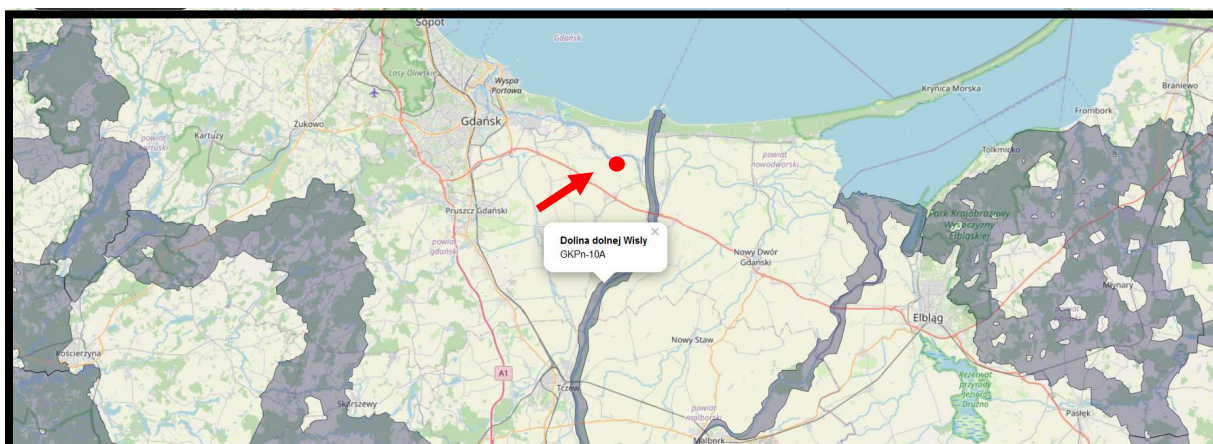 Sopot
Gdańsk
Lasy Oliwskie
Wyspa
Portowa
Krynica Morska
Braniewo
Frombork
Gdańsk
Żukowo
Kartuzy
powiat
kartuski
Tolkmicko
powiat
nowodworski
Pruszcz Gdański
Park Krajobrazowy
Wysoczyzny
Elbląskiej
powiat
gdański
Dolina dolnej Wisly
GKPn-10A
×
Nowy Dwór
Gdański
Młynary
Elbląg
Nowy Staw
Kościerzyna
A1
Tczew
Rezerwat
przyrody
Jezioro
Drużno
Skarszewy
powiat
malborski
Pasłęk
Malbork